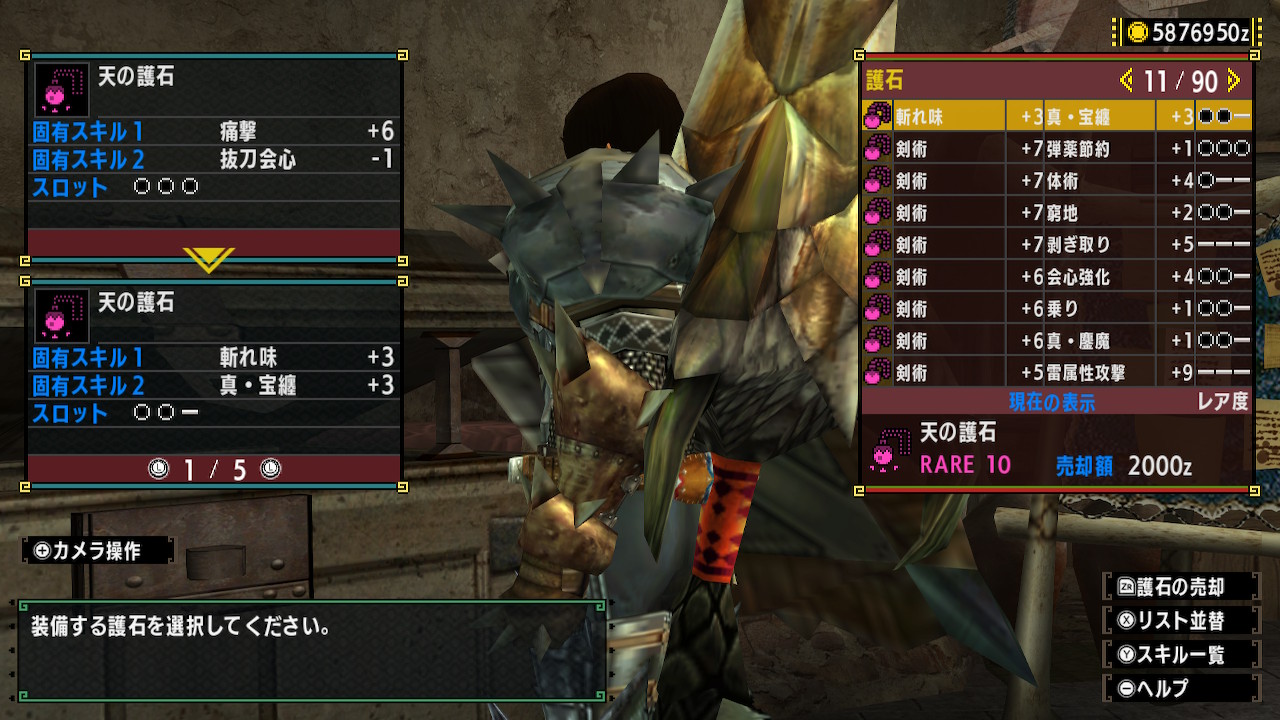 5876950z
天の護石
固有スキル1 痛撃 +6
固有スキル2 抜刀会心 -1
スロット ○○○
天の護石
固有スキル1 斬れ味 +3
固有スキル2 真・宝纏 +3
スロット ○○ー
1 / 5
護石 11 / 90
斬れ味 +3 真・宝纏 +3 ●●ー
剣術 +7 弾薬節約 +1 ○○○
剣術 +7 体術 +4 ○ーー
剣術 +7 窮地 +2 ○○ー
剣術 +7 剥ぎ取り +5 ーーー
剣術 +6 会心強化 +4 ○○ー
剣術 +6 乗り +1 ○○ー
剣術 +6 真・鏖魔 +1 ○○ー
剣術 +5 雷属性攻撃 +9 ーーー
現在の表示 レア度
天の護石
RARE 10 売却額 2000z
カメラ操作
装備する護石を選択してください。
ZR護石の売却
Xリスト並替
Yスキル一覧
ヘルプ